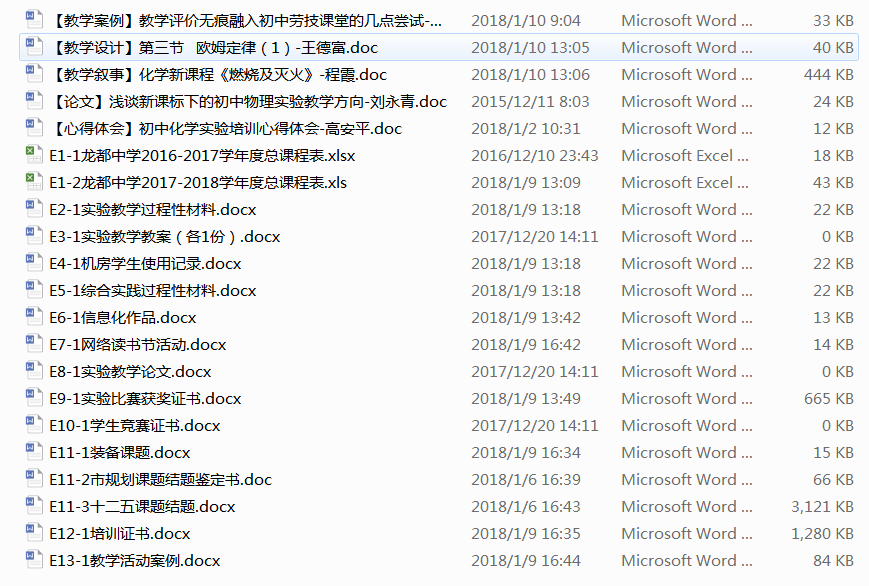 【教学案例】教学评价无痕融入初中劳技课堂的几点尝试-... 2018/1/10 9:04 Microsoft Word ... 33 KB
【教学设计】第三节 欧姆定律（1）-王德富.doc 2018/1/10 13:05 Microsoft Word ... 40 KB
【教学叙事】化学新课程《燃烧及灭火》-程霞.doc 2018/1/10 13:06 Microsoft Word ... 444 KB
【论文】浅谈新课标下的初中物理实验教学方向-刘永青.doc 2015/12/11 8:03 Microsoft Word ... 24 KB
【心得体会】初中化学实验培训心得体会-高安平.doc 2018/1/2 10:31 Microsoft Word ... 12 KB
E1-1龙都中学2016-2017学年度总课程表.xlsx 2016/12/10 23:43 Microsoft Excel ... 18 KB
E1-2龙都中学2017-2018学年度总课程表.xls 2018/1/9 13:09 Microsoft Excel ... 43 KB
E2-1实验教学过程性材料.docx 2018/1/9 13:18 Microsoft Word ... 22 KB
E3-1实验教学教案（各1份）.docx 2017/12/20 14:11 Microsoft Word ... 0 KB
E4-1机房学生使用记录.docx 2018/1/9 13:18 Microsoft Word ... 22 KB
E5-1综合实践过程性材料.docx 2018/1/9 13:18 Microsoft Word ... 22 KB
E6-1信息化作品.docx 2018/1/9 13:42 Microsoft Word ... 13 KB
E7-1网络读书节活动.docx 2018/1/9 16:42 Microsoft Word ... 14 KB
E8-1实验教学论文.docx 2017/12/20 14:11 Microsoft Word ... 0 KB
E9-1实验比赛获奖证书.docx 2018/1/9 13:49 Microsoft Word ... 665 KB
E10-1学生竞赛证书.docx 2017/12/20 14:11 Microsoft Word ... 0 KB
E11-1装备课题.docx 2018/1/9 16:34 Microsoft Word ... 15 KB
E11-2市规划课题结题鉴定书.doc 2018/1/6 16:39 Microsoft Word ... 66 KB
E11-3十二五课题结题.docx 2018/1/6 16:43 Microsoft Word ... 3,121 KB
E12-1培训证书.docx 2018/1/9 16:35 Microsoft Word ... 1,280 KB
E13-1教学活动案例.docx 2018/1/9 16:44 Microsoft Word ... 84 KB